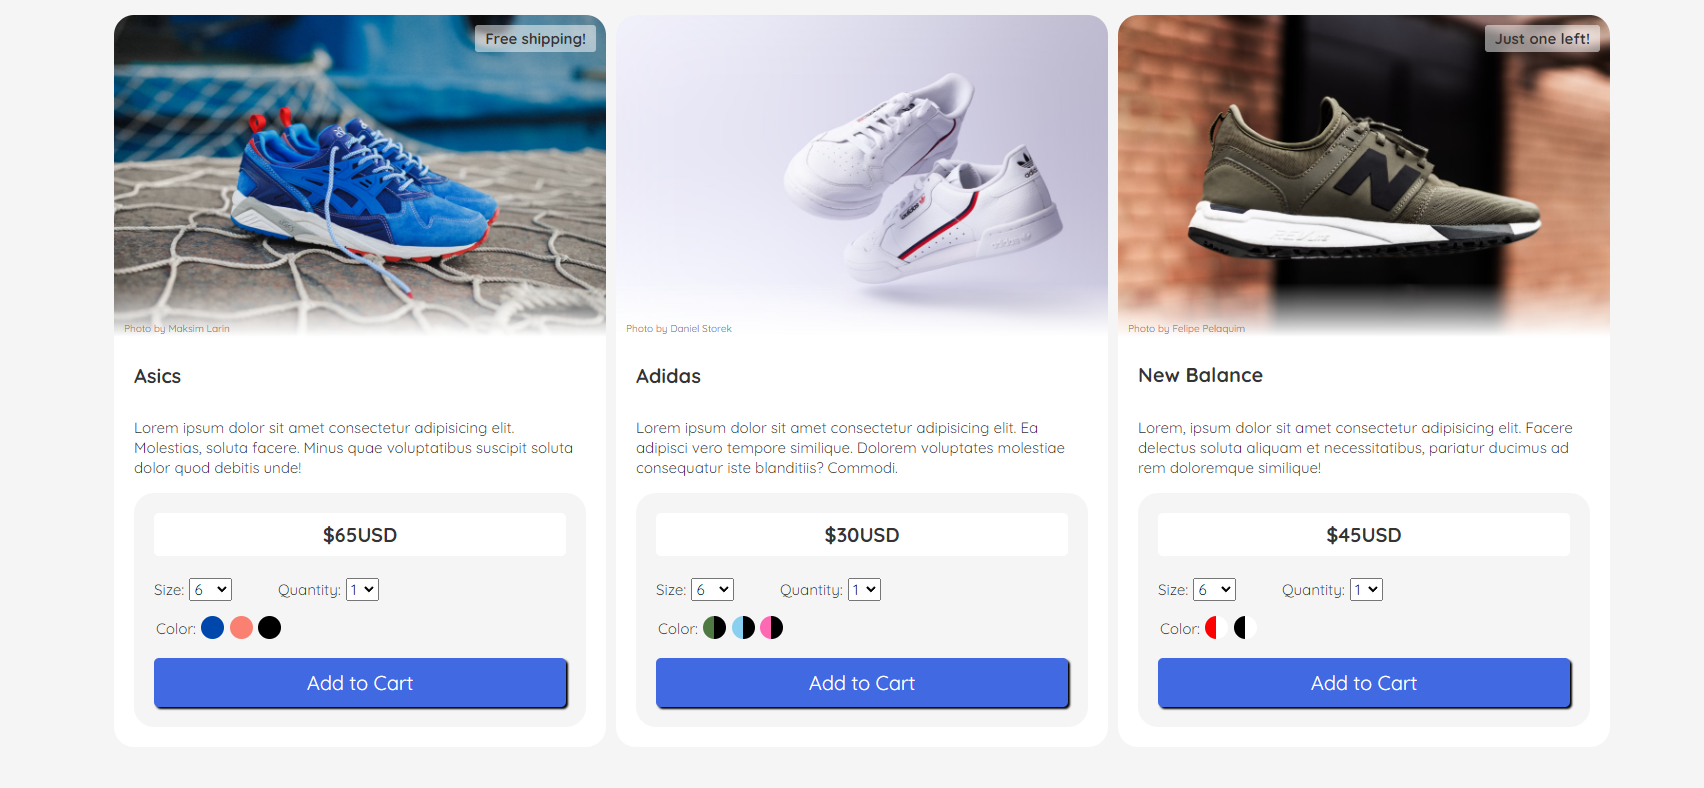 Free shipping!
Photo by Maksim Larin
Asics
Lorem ipsum dolor sit amet consectetur adipisicing elit.
Molestias, soluta facere. Minus quae voluptatibus suscipit soluta
dolor quod debitis unde!
$65USD
Size: 6 Quantity: 1
Color:
Add to Cart
adidas
adidas
Photo by Daniel Storek
Adidas
Lorem ipsum dolor sit amet consectetur adipisicing elit. Ea
adipisci vero tempore similique. Dolorem voluptates molestiae
consequatur iste blanditiis? Commodi.
$30USD
Size: 6 Quantity: 1
Color:
Add to Cart
Just one left!
N
Photo by Felipe Pelaquim
New Balance
Lorem, ipsum dolor sit amet consectetur adipisicing elit. Facere
delectus soluta aliquam et necessitatibus, pariatur ducimus ad
rem doloremque similique!
$45USD
Size: 6 Quantity: 1
Color:
Add to Cart